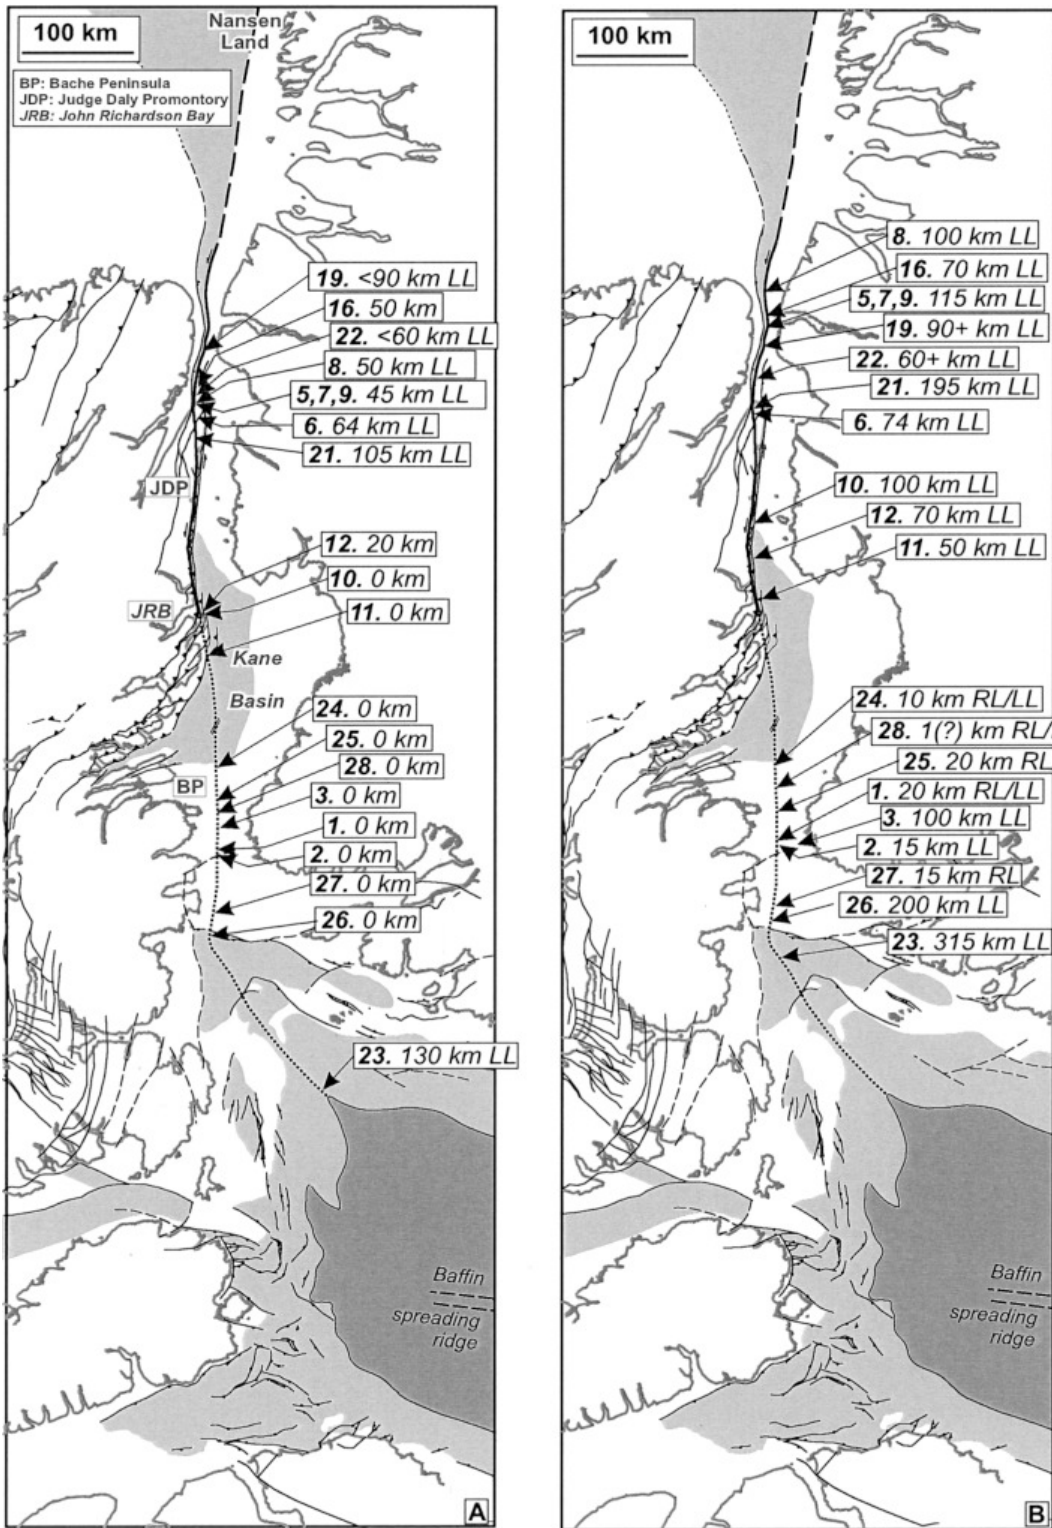 Nansen
Land
100 km
BP: Bache Peninsula
JDP: Judge Daly Promontory
JRB: John Richardson Bay
19. <90 km LL
16. 50 km
22. <60 km LL
8. 50 km LL
5,7,9. 45 km LL
6. 64 km LL
21. 105 km LL
JDP
12. 20 km
10. 0 km
JRB
11. 0 km
Kane
Basin
24. 0 km
25. 0 km
28. 0 km
BP
3. 0 km
1. 0 km
2. 0 km
27. 0 km
26. 0 km
23. 130 km LL
Baffin
spreading
ridge
A
100 km
8. 100 km LL
16. 70 km LL
5,7,9. 115 km LL
19. 90+ km LL
22. 60+ km LL
21. 195 km LL
6. 74 km LL
10. 100 km LL
12. 70 km LL
11. 50 km LL
24. 10 km RL/LL
28. 1(?) km RL/
25. 20 km RL
1. 20 km RL/LL
3. 100 km LL
2. 15 km LL
27. 15 km RL
26. 200 km LL
23. 315 km LL
Baffin
spreading
ridge
B